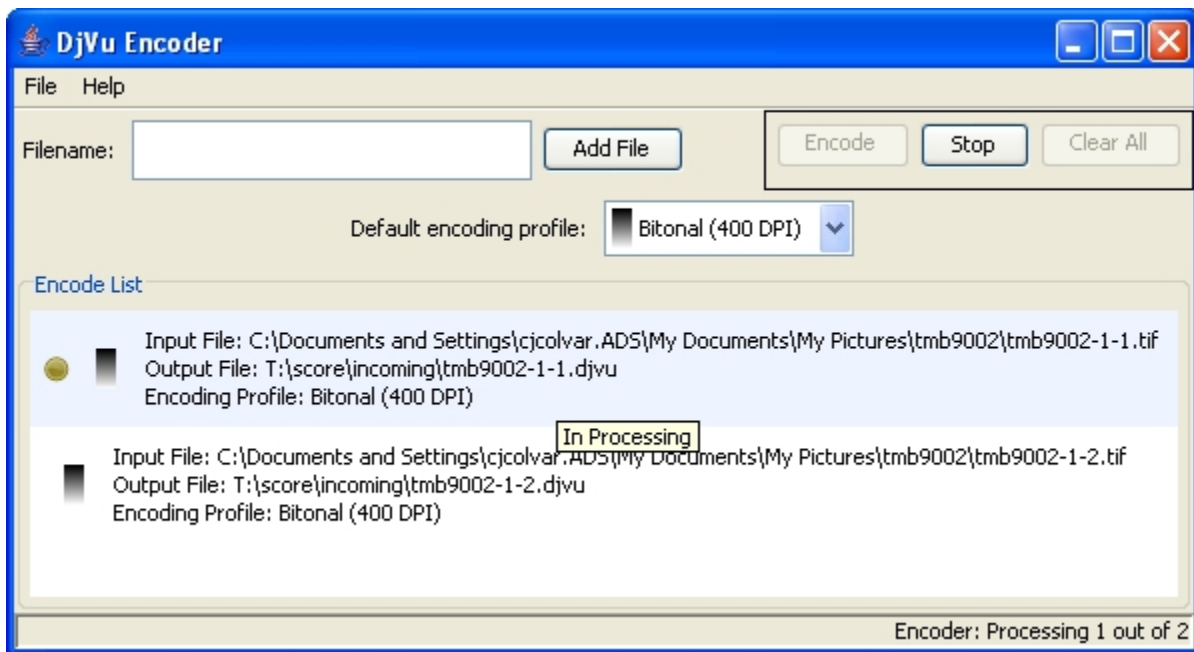 DjVu Encoder
File Help
Filename: Add File Encode Stop Clear All
Default encoding profile: Bitonal (400 DPI)
Encode List
Input File: C:\Documents and Settings\cjcolvar.ADS\My Documents\My Pictures\tmb9002\tmb9002-1-1.tif
Output File: T:\score\incoming\tmb9002-1-1.djvu
Encoding Profile: Bitonal (400 DPI)
In Processing
Input File: C:\Documents and Settings\cjcolvar.ADS\My Documents\My Pictures\tmb9002\tmb9002-1-2.tif
Output File: T:\score\incoming\tmb9002-1-2.djvu
Encoding Profile: Bitonal (400 DPI)
Encoder: Processing 1 out of 2